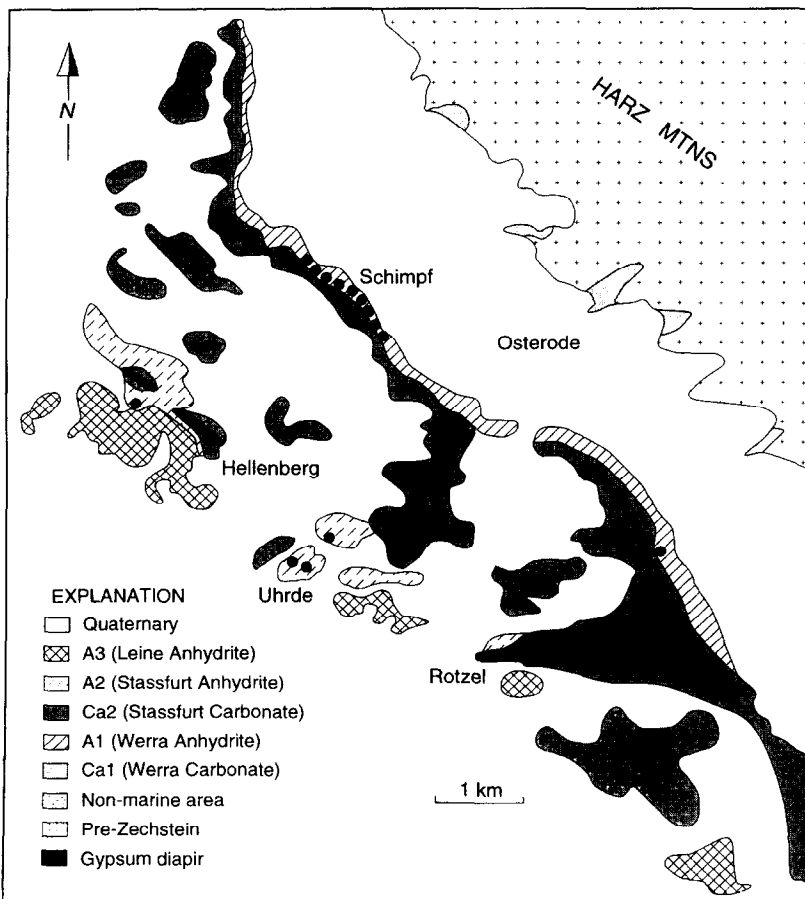 HARZ MTNS
N
Schimpf
Osterode
Hellenberg
Uhrde
Rotzel
1 km
EXPLANATION
Quaternary
A3 (Leine Anhydrite)
A2 (Stassfurt Anhydrite)
Ca2 (Stassfurt Carbonate)
A1 (Werra Anhydrite)
Ca1 (Werra Carbonate)
Non-marine area
Pre-Zechstein
Gypsum diapir